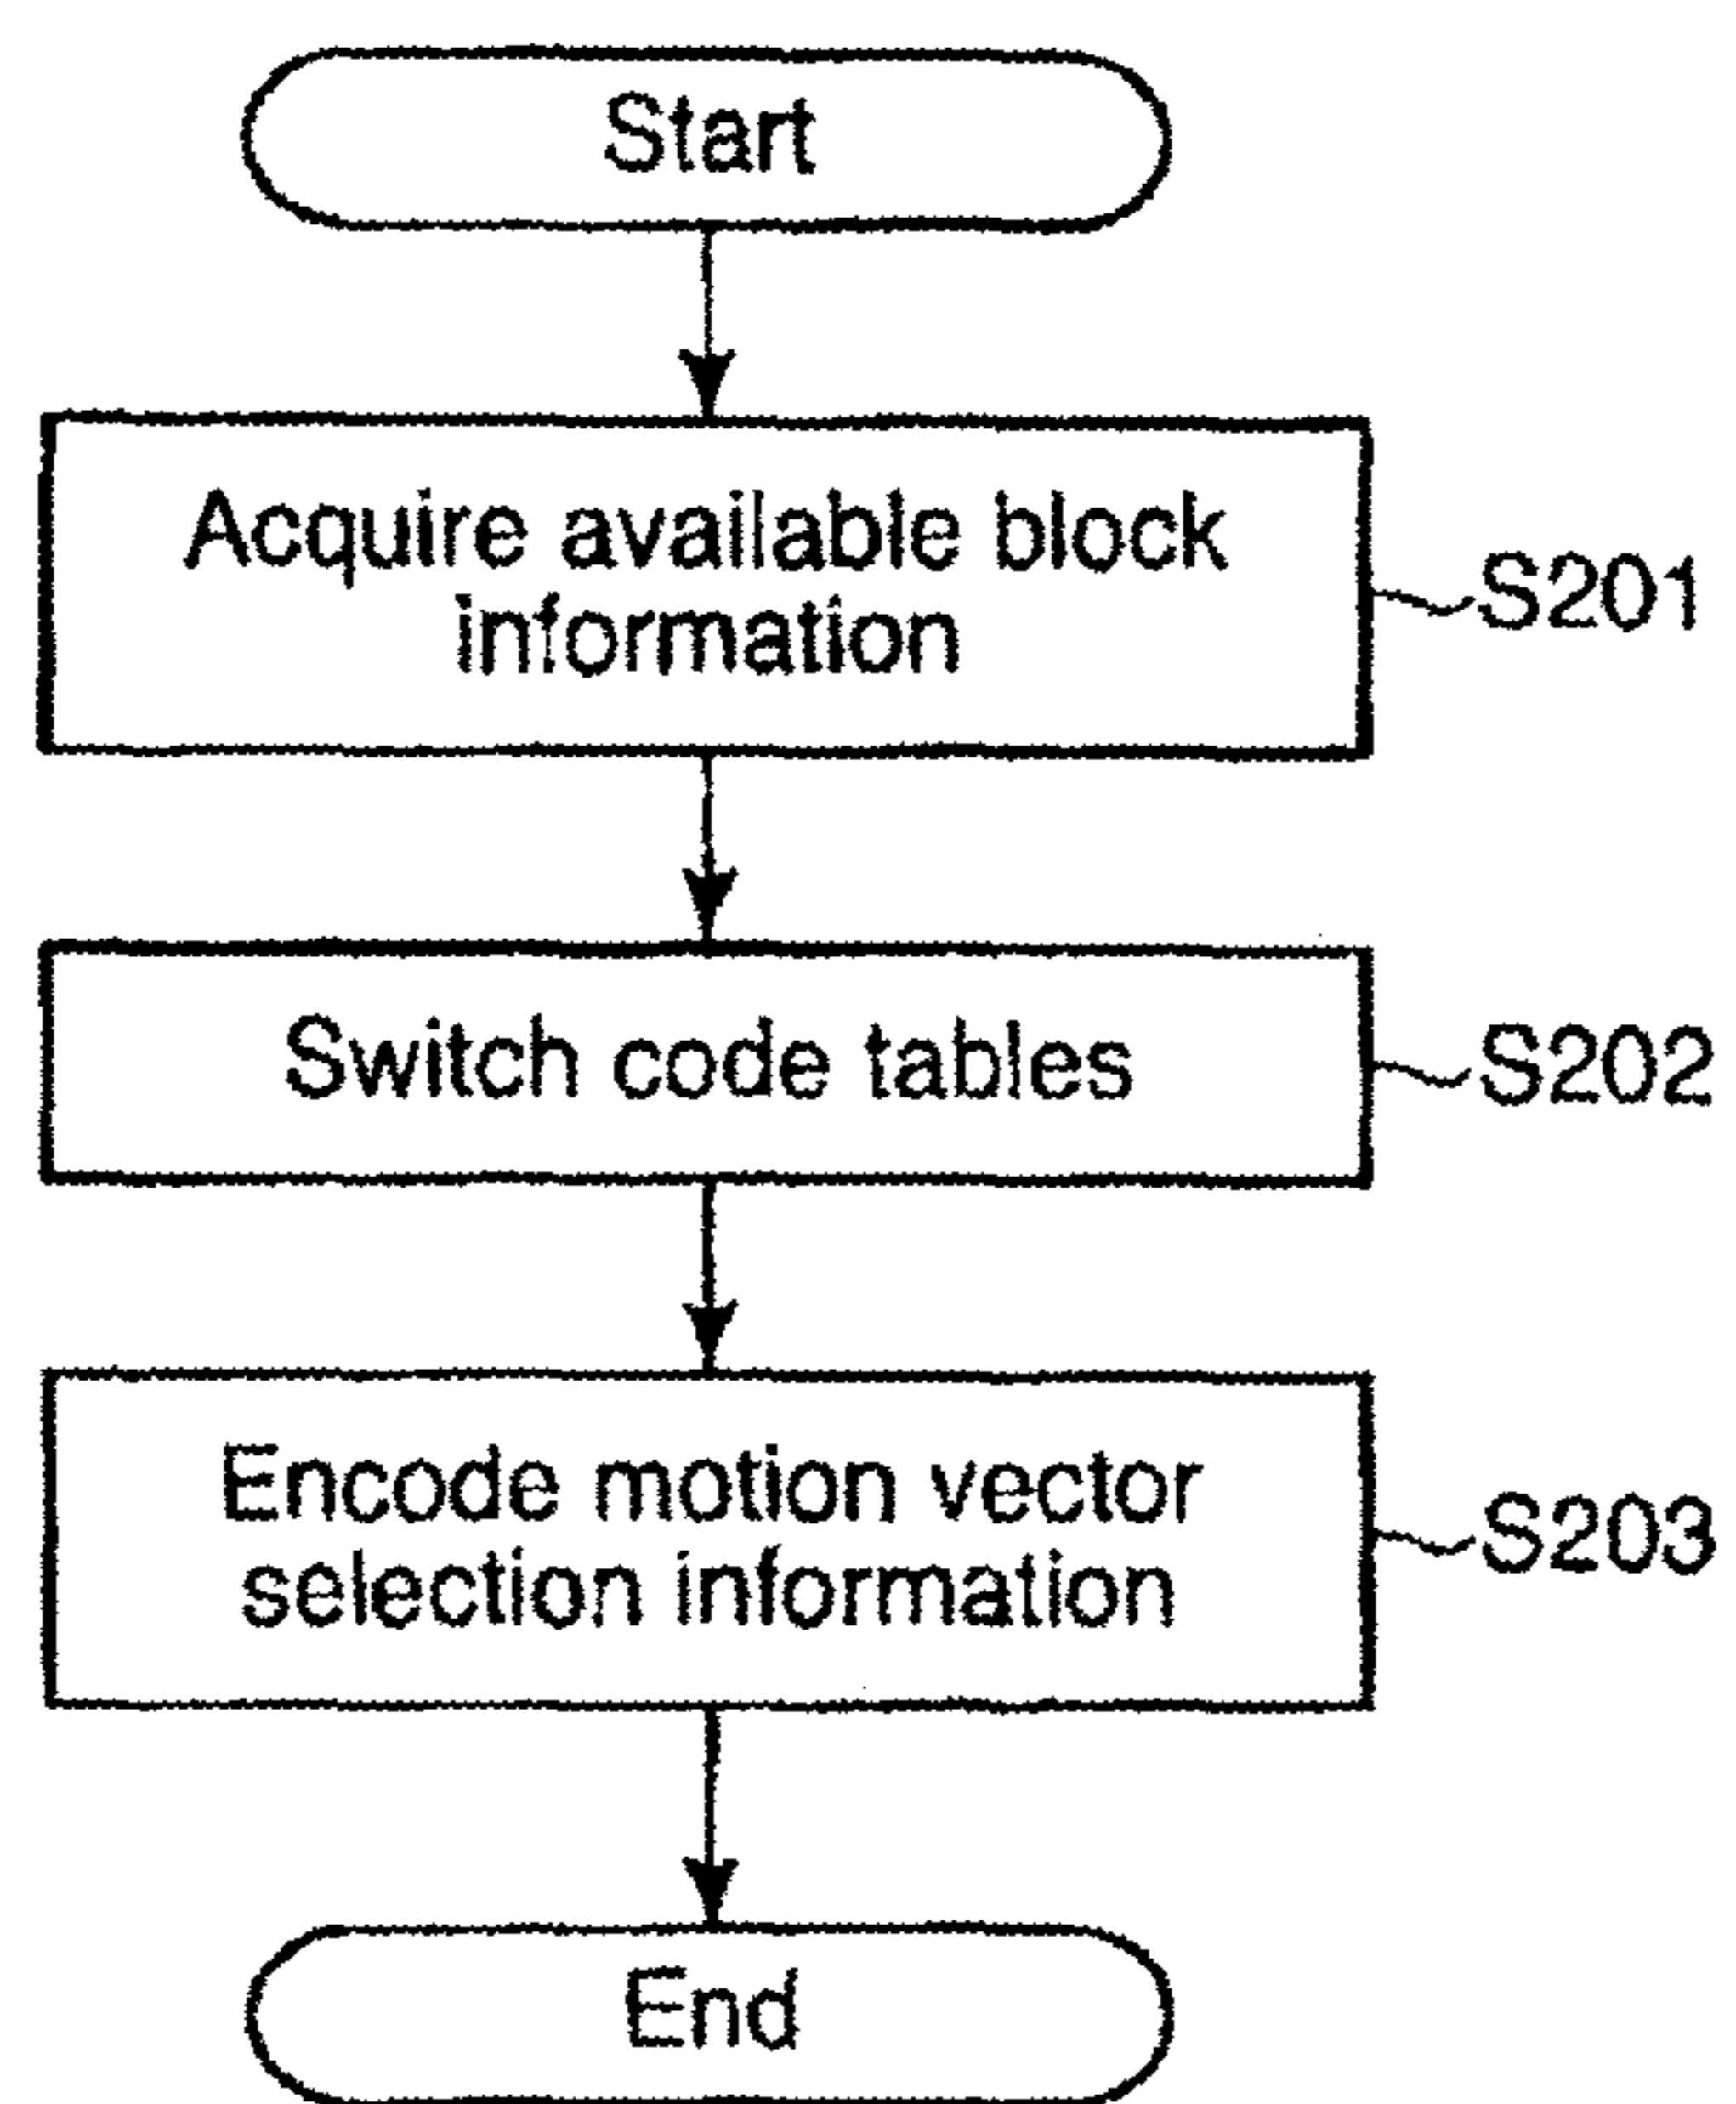 Start
Acquire available block
information
S201
Switch code tables
S202
Encode motion vector
selection information
S203
End